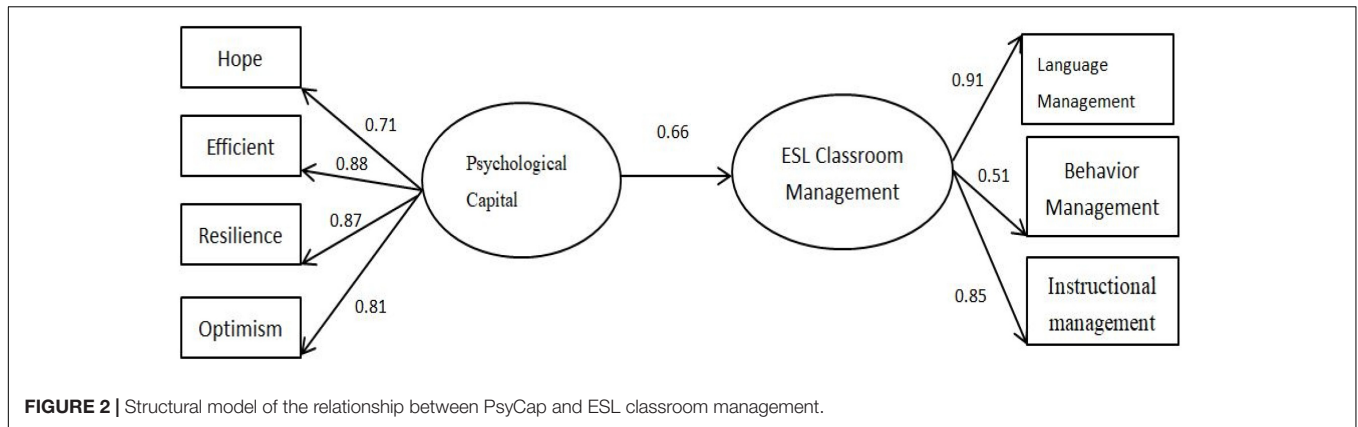 Hope
Efficient
Resilience
Optimism
0.71
0.88
0.87
0.81
Psychological
Capital
0.66
ESL Classroom
Management
0.91
0.51
0.85
Language
Management
Behavior
Management
Instructional
management
FIGURE 2 | Structural model of the relationship between PsyCap and ESL classroom management.